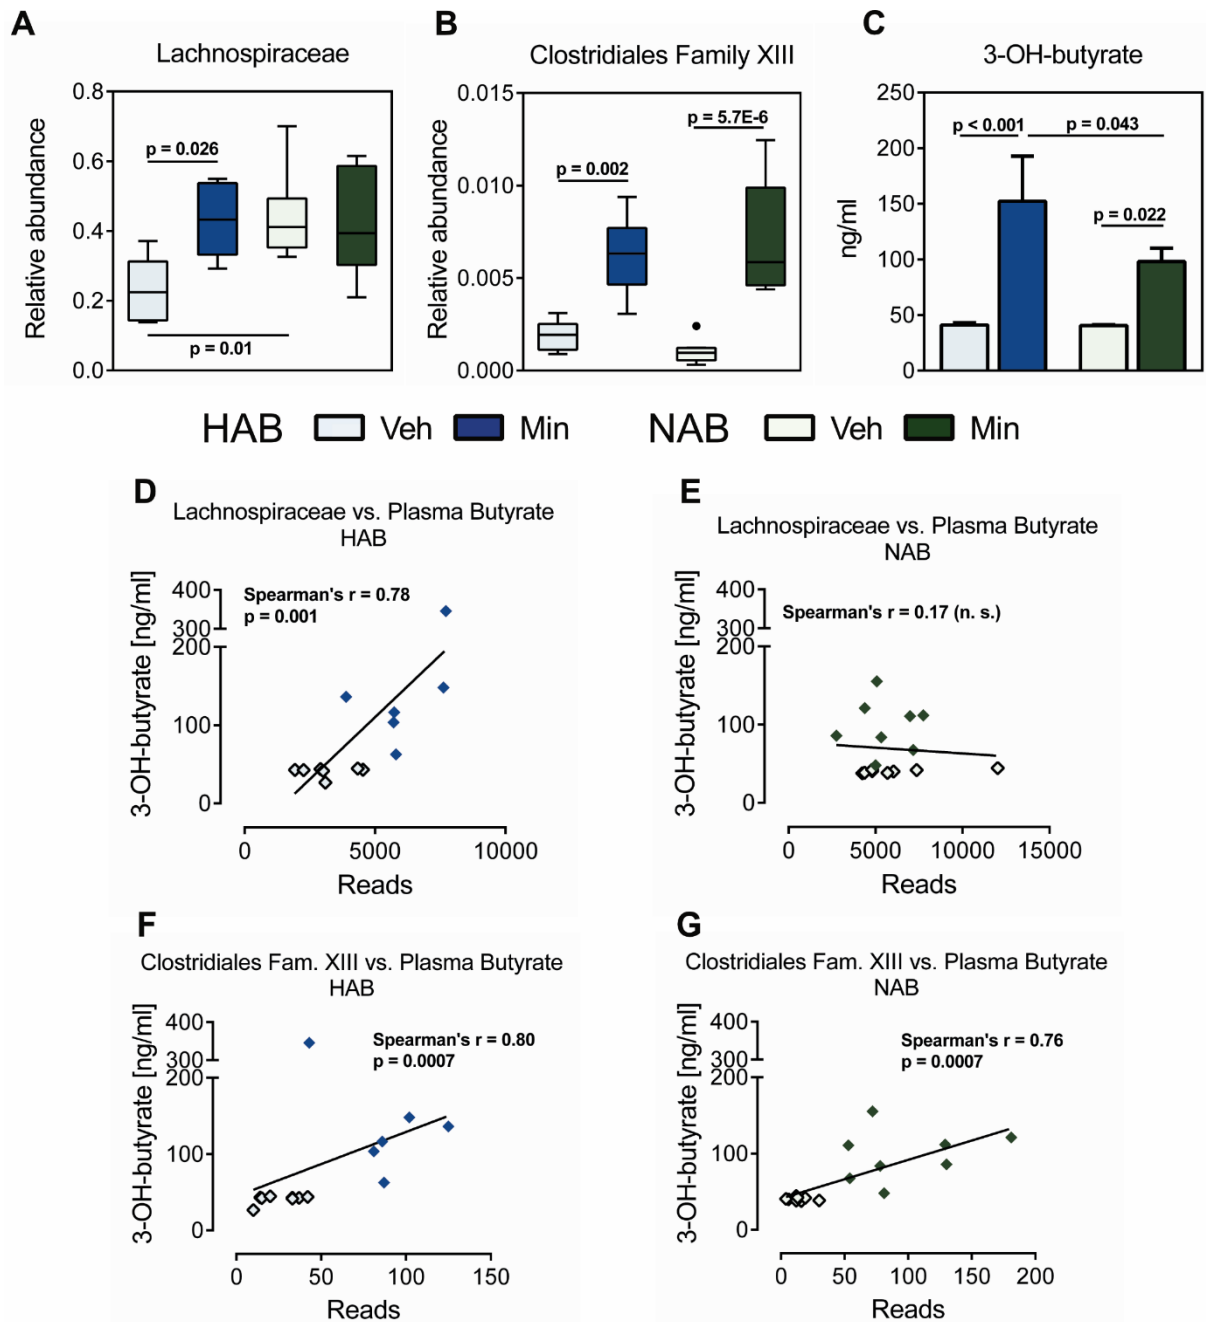 A
Lachnospiraceae
Relative abundance
0.8
0.6
0.4
0.2
0.0
p = 0.026
p = 0.01
B
Clostridiales Family XIII
Relative abundance
0.015
0.010
0.005
0.000
p = 0.002
p = 5.7E-6
C
3-OH-butyrate
ng/ml
250
200
150
100
50
0
p < 0.001
p = 0.043
p = 0.022
HAB Veh Min NAB Veh Min
D
Lachnospiraceae vs. Plasma Butyrate
HAB
3-OH-butyrate [ng/ml]
400
300
200
100
0
Spearman's r = 0.78
p = 0.001
0 5000 10000
Reads
E
Lachnospiraceae vs. Plasma Butyrate
NAB
3-OH-butyrate [ng/ml]
400
300
200
100
0
Spearman's r = 0.17 (n. s.)
0 5000 10000 15000
Reads
F
Clostridiales Fam. XIII vs. Plasma Butyrate
HAB
3-OH-butyrate [ng/ml]
400
300
200
100
0
Spearman's r = 0.80
p = 0.0007
0 50 100 150
Reads
G
Clostridiales Fam. XIII vs. Plasma Butyrate
NAB
3-OH-butyrate [ng/ml]
400
300
200
100
0
Spearman's r = 0.76
p = 0.0007
0 50 100 150 200
Reads